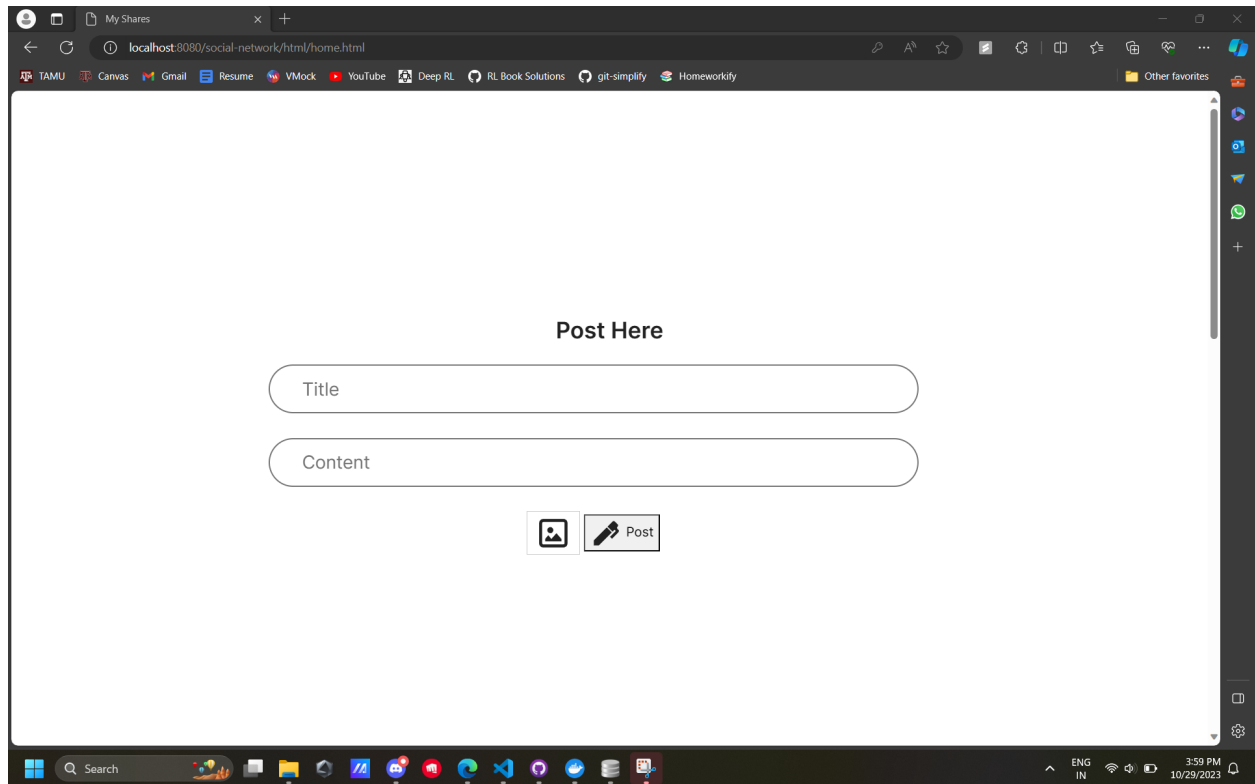 My Shares
localhost:8080/social-network/html/home.html
TAMU Canvas Gmail Resume VMock YouTube Deep RL RL Book Solutions git-simplify Homeworkify Other favorites
Post Here
Title
Content
Post
Search
ENG
IN
3:59 PM
10/29/2023